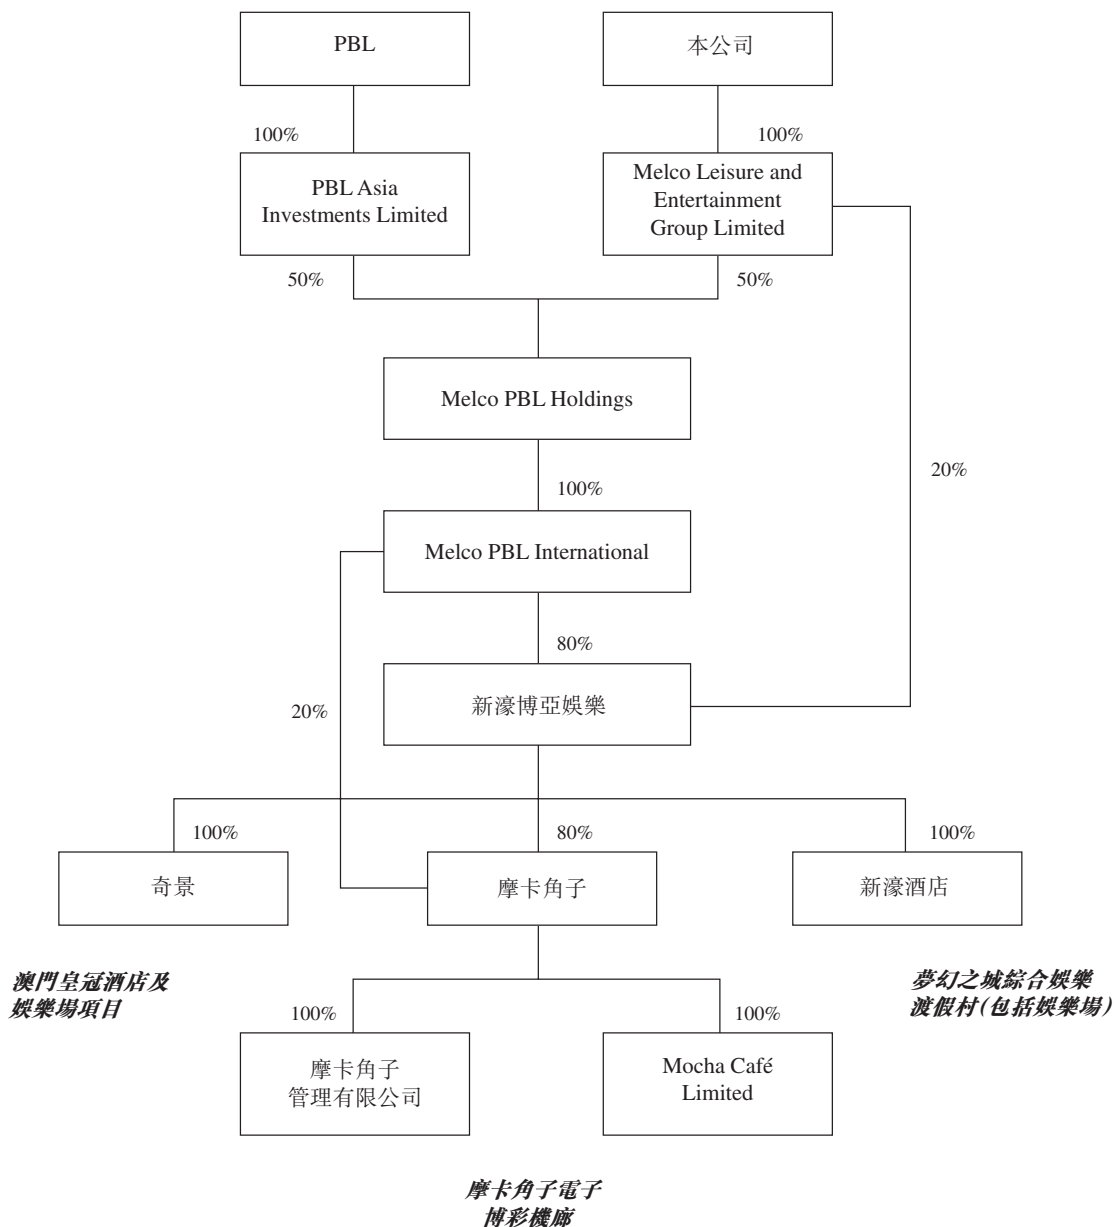 PBL
本公司
100%
100%
PBL Asia
Investments Limited
Melco Leisure and
Entertainment
Group Limited
50%
50%
Melco PBL Holdings
20%
100%
Melco PBL International
80%
新濠博亞娛樂
20%
100%
80%
100%
奇景
摩卡角子
新濠酒店
澳門皇冠酒店及
娛樂場項目
夢幻之城綜合娛樂
渡假村(包括娛樂場)
100%
100%
摩卡角子
管理有限公司
Mocha Café
Limited
摩卡角子電子
博彩機廊